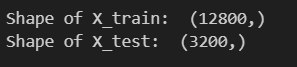 Shape of X_train:  (12800,)
Shape of X_test:  (3200,)